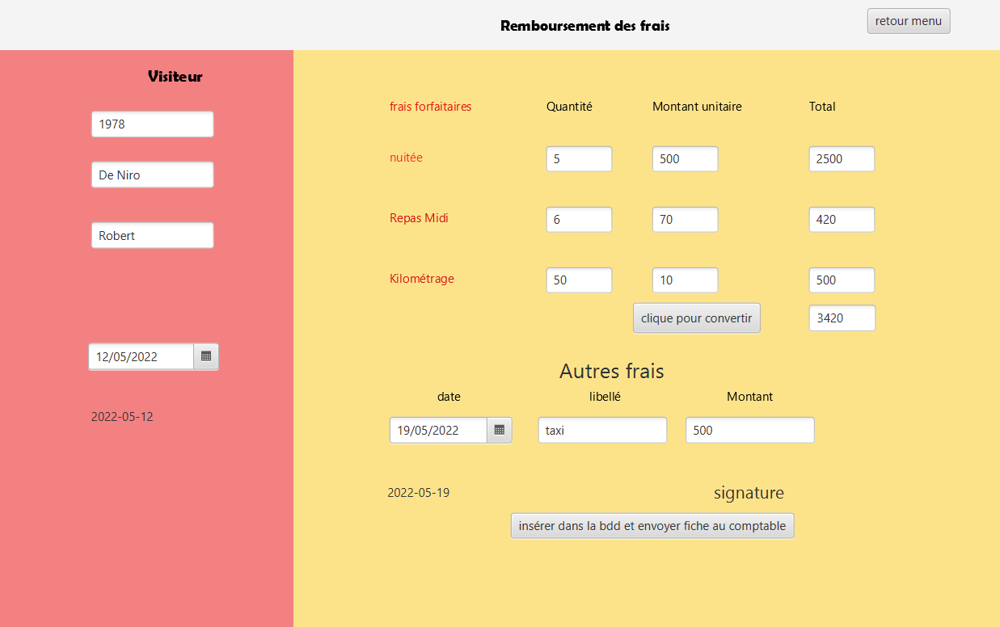 Remboursement des frais
retour menu
Visiteur
1978
De Niro
Robert
12/05/2022
2022-05-12
frais forfaitaires Quantité Montant unitaire Total
nuitée 5 500 2500
Repas Midi 6 70 420
Kilométrage 50 10 500
clique pour convertir 3420
Autres frais
date libellé Montant
19/05/2022 taxi 500
2022-05-19 signature
insérer dans la bdd et envoyer fiche au comptable